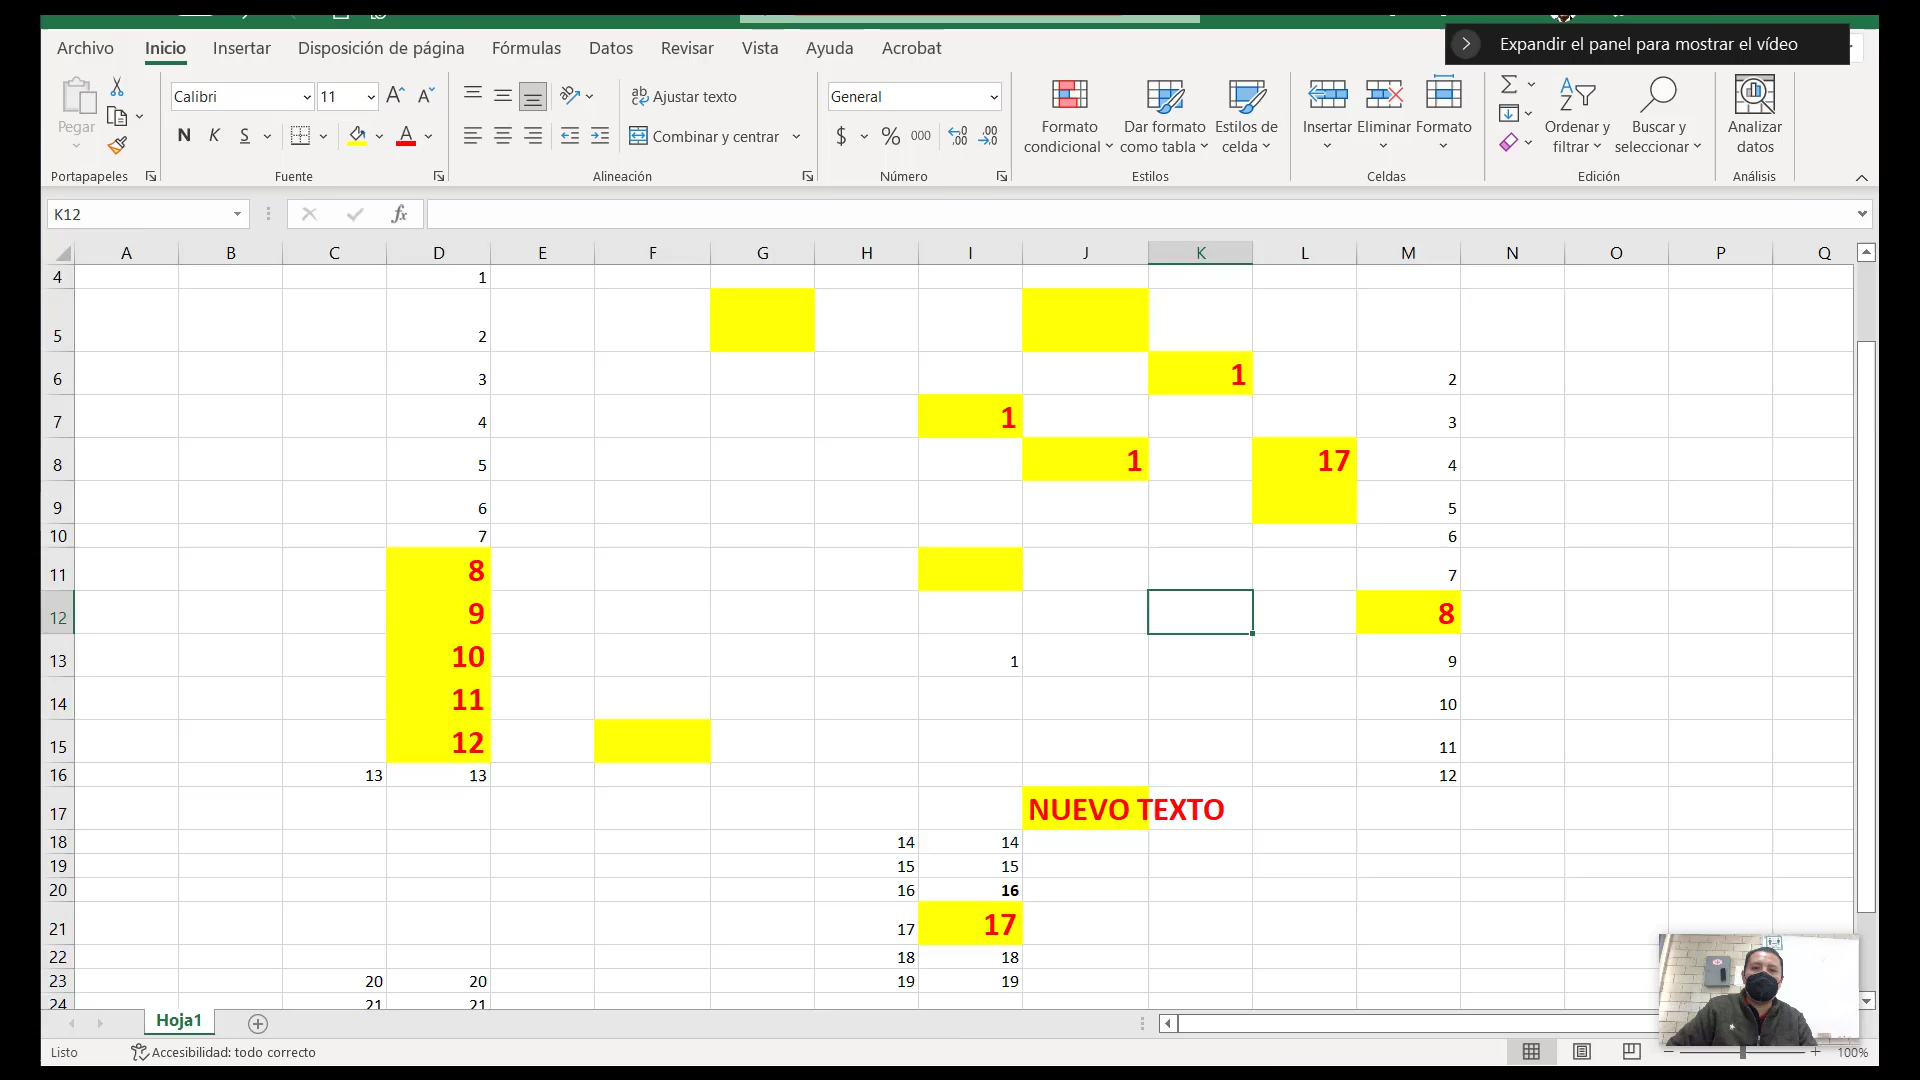 Archivo Inicio Insertar Disposición de página Fórmulas Datos Revisar Vista Ayuda Acrobat
Expandir el panel para mostrar el vídeo
Pegar
Portapapeles
Calibri 11
N K S A
Fuente
ab Ajustar texto
Combinar y centrar
Alineación
General
$ % 000
Número
Formato condicional
Dar formato como tabla
Estilos de celda
Estilos
Insertar Eliminar Formato
Celdas
Ordenar y filtrar
Buscar y seleccionar
Edición
Analizar datos
Análisis
K12 fx
A B C D E F G H I J K L M N O P Q
4 1
5 2
6 3 1 2
7 4 1 3
8 5 1 17 4
9 6 5
10 7 6
11 8 7
12 9 8
13 10 1 9
14 11 10
15 12 11
16 13 13 12
17 NUEVO TEXTO
18 14 14
19 15 15
20 16 16
21 17 17
22 18 18
23 20 20 19 19
24 21 21
Hoja1
Listo Accesibilidad: todo correcto 100%